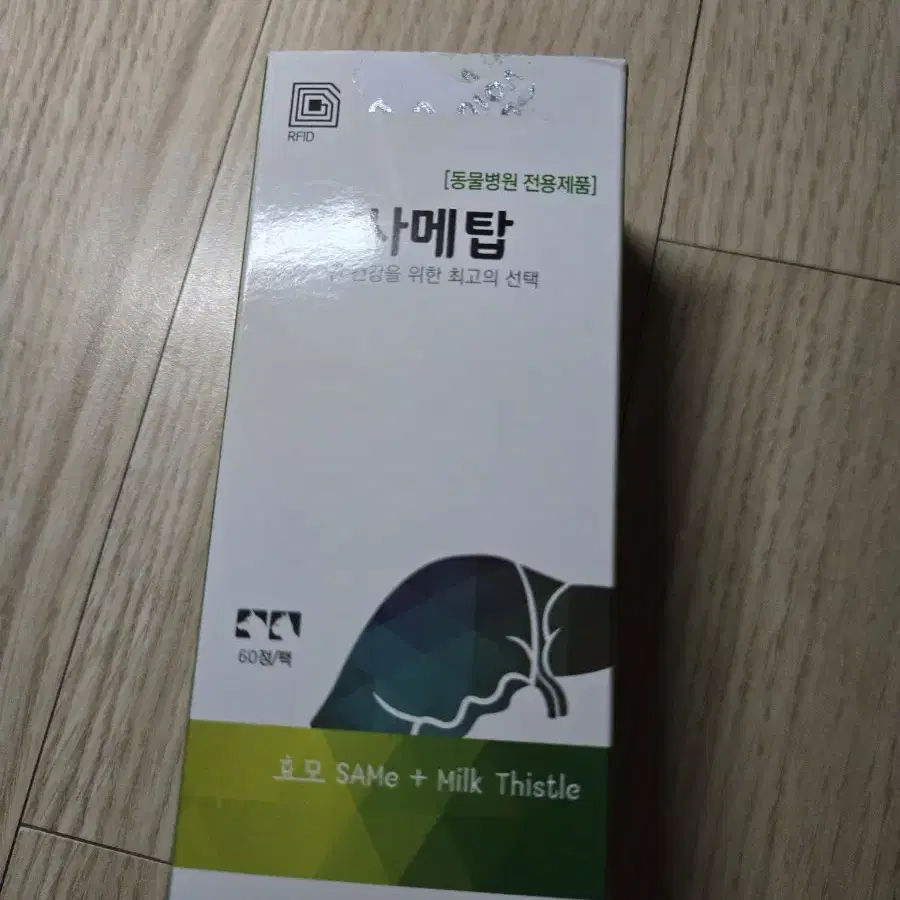 RFID
[동물병원 전용제품]
사메탑
건강을 위한 최고의 선택
60정/팩
효모 SAMe + Milk Thistle